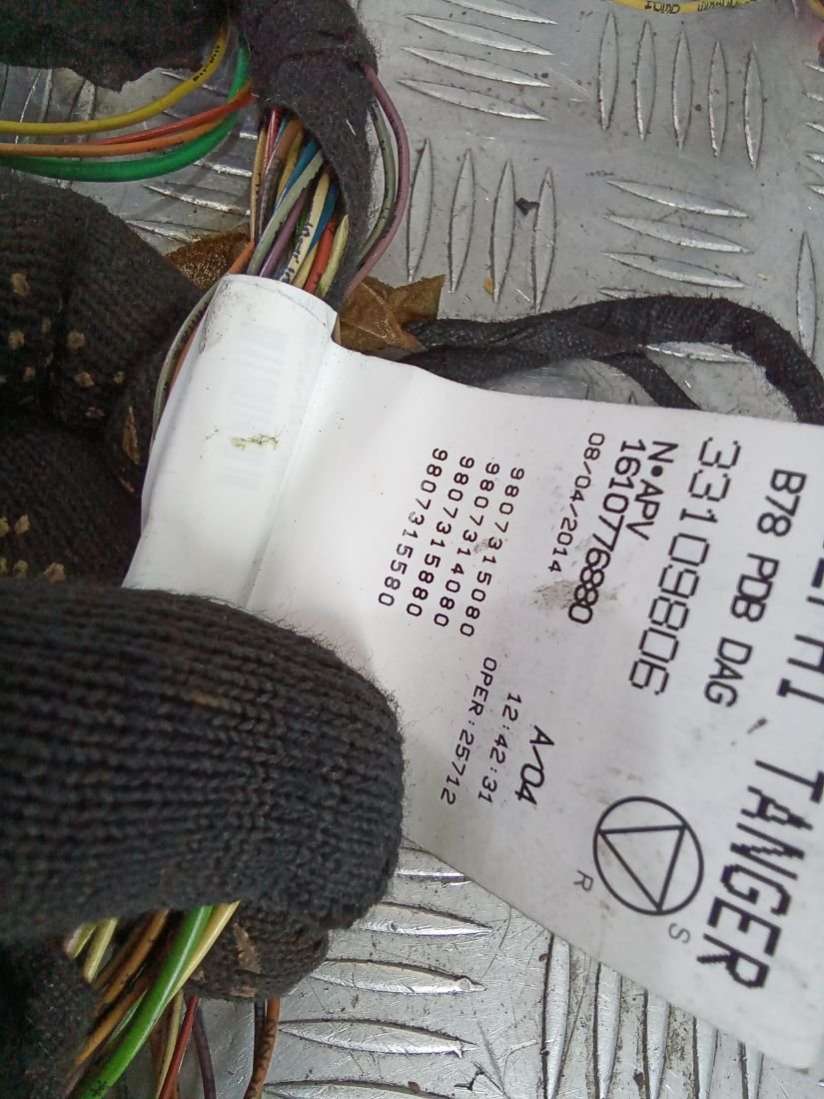 TANGER
B78 PDB DAG
33109806
N•APV
1610776880
08/04/2014
A/04
9807315080 12:42:31
9807314080 OPER:25712
9807315880
9807315580
R
S